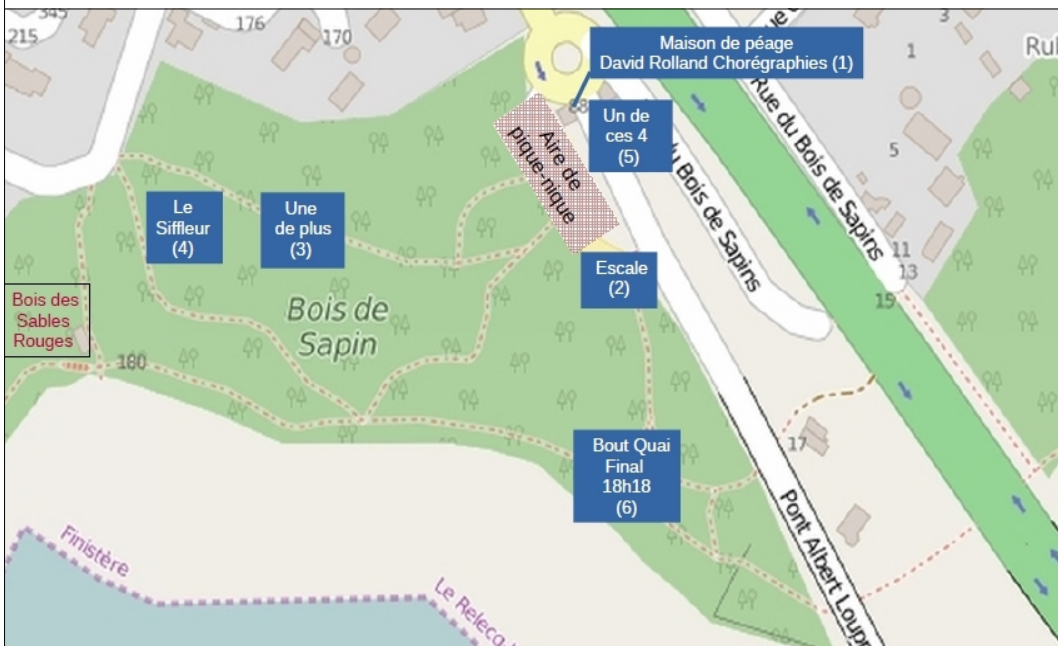 345
215
176
170
3
1
Rul
Maison de péage
David Rolland Chorégraphies (1)
Rue du Bois de Sapins
Un de
ces 4
(5)
du Bois de Sapins
Aire de
pique-nique
5
Le
Siffleur
(4)
Une
de plus
(3)
Escale
(2)
11
13
15
Bois des
Sables
Rouges
Bois de
Sapin
180
Bout Quai
Final
18h18
(6)
17
Pont Albert Loupp
Finistère
Le Relecq-